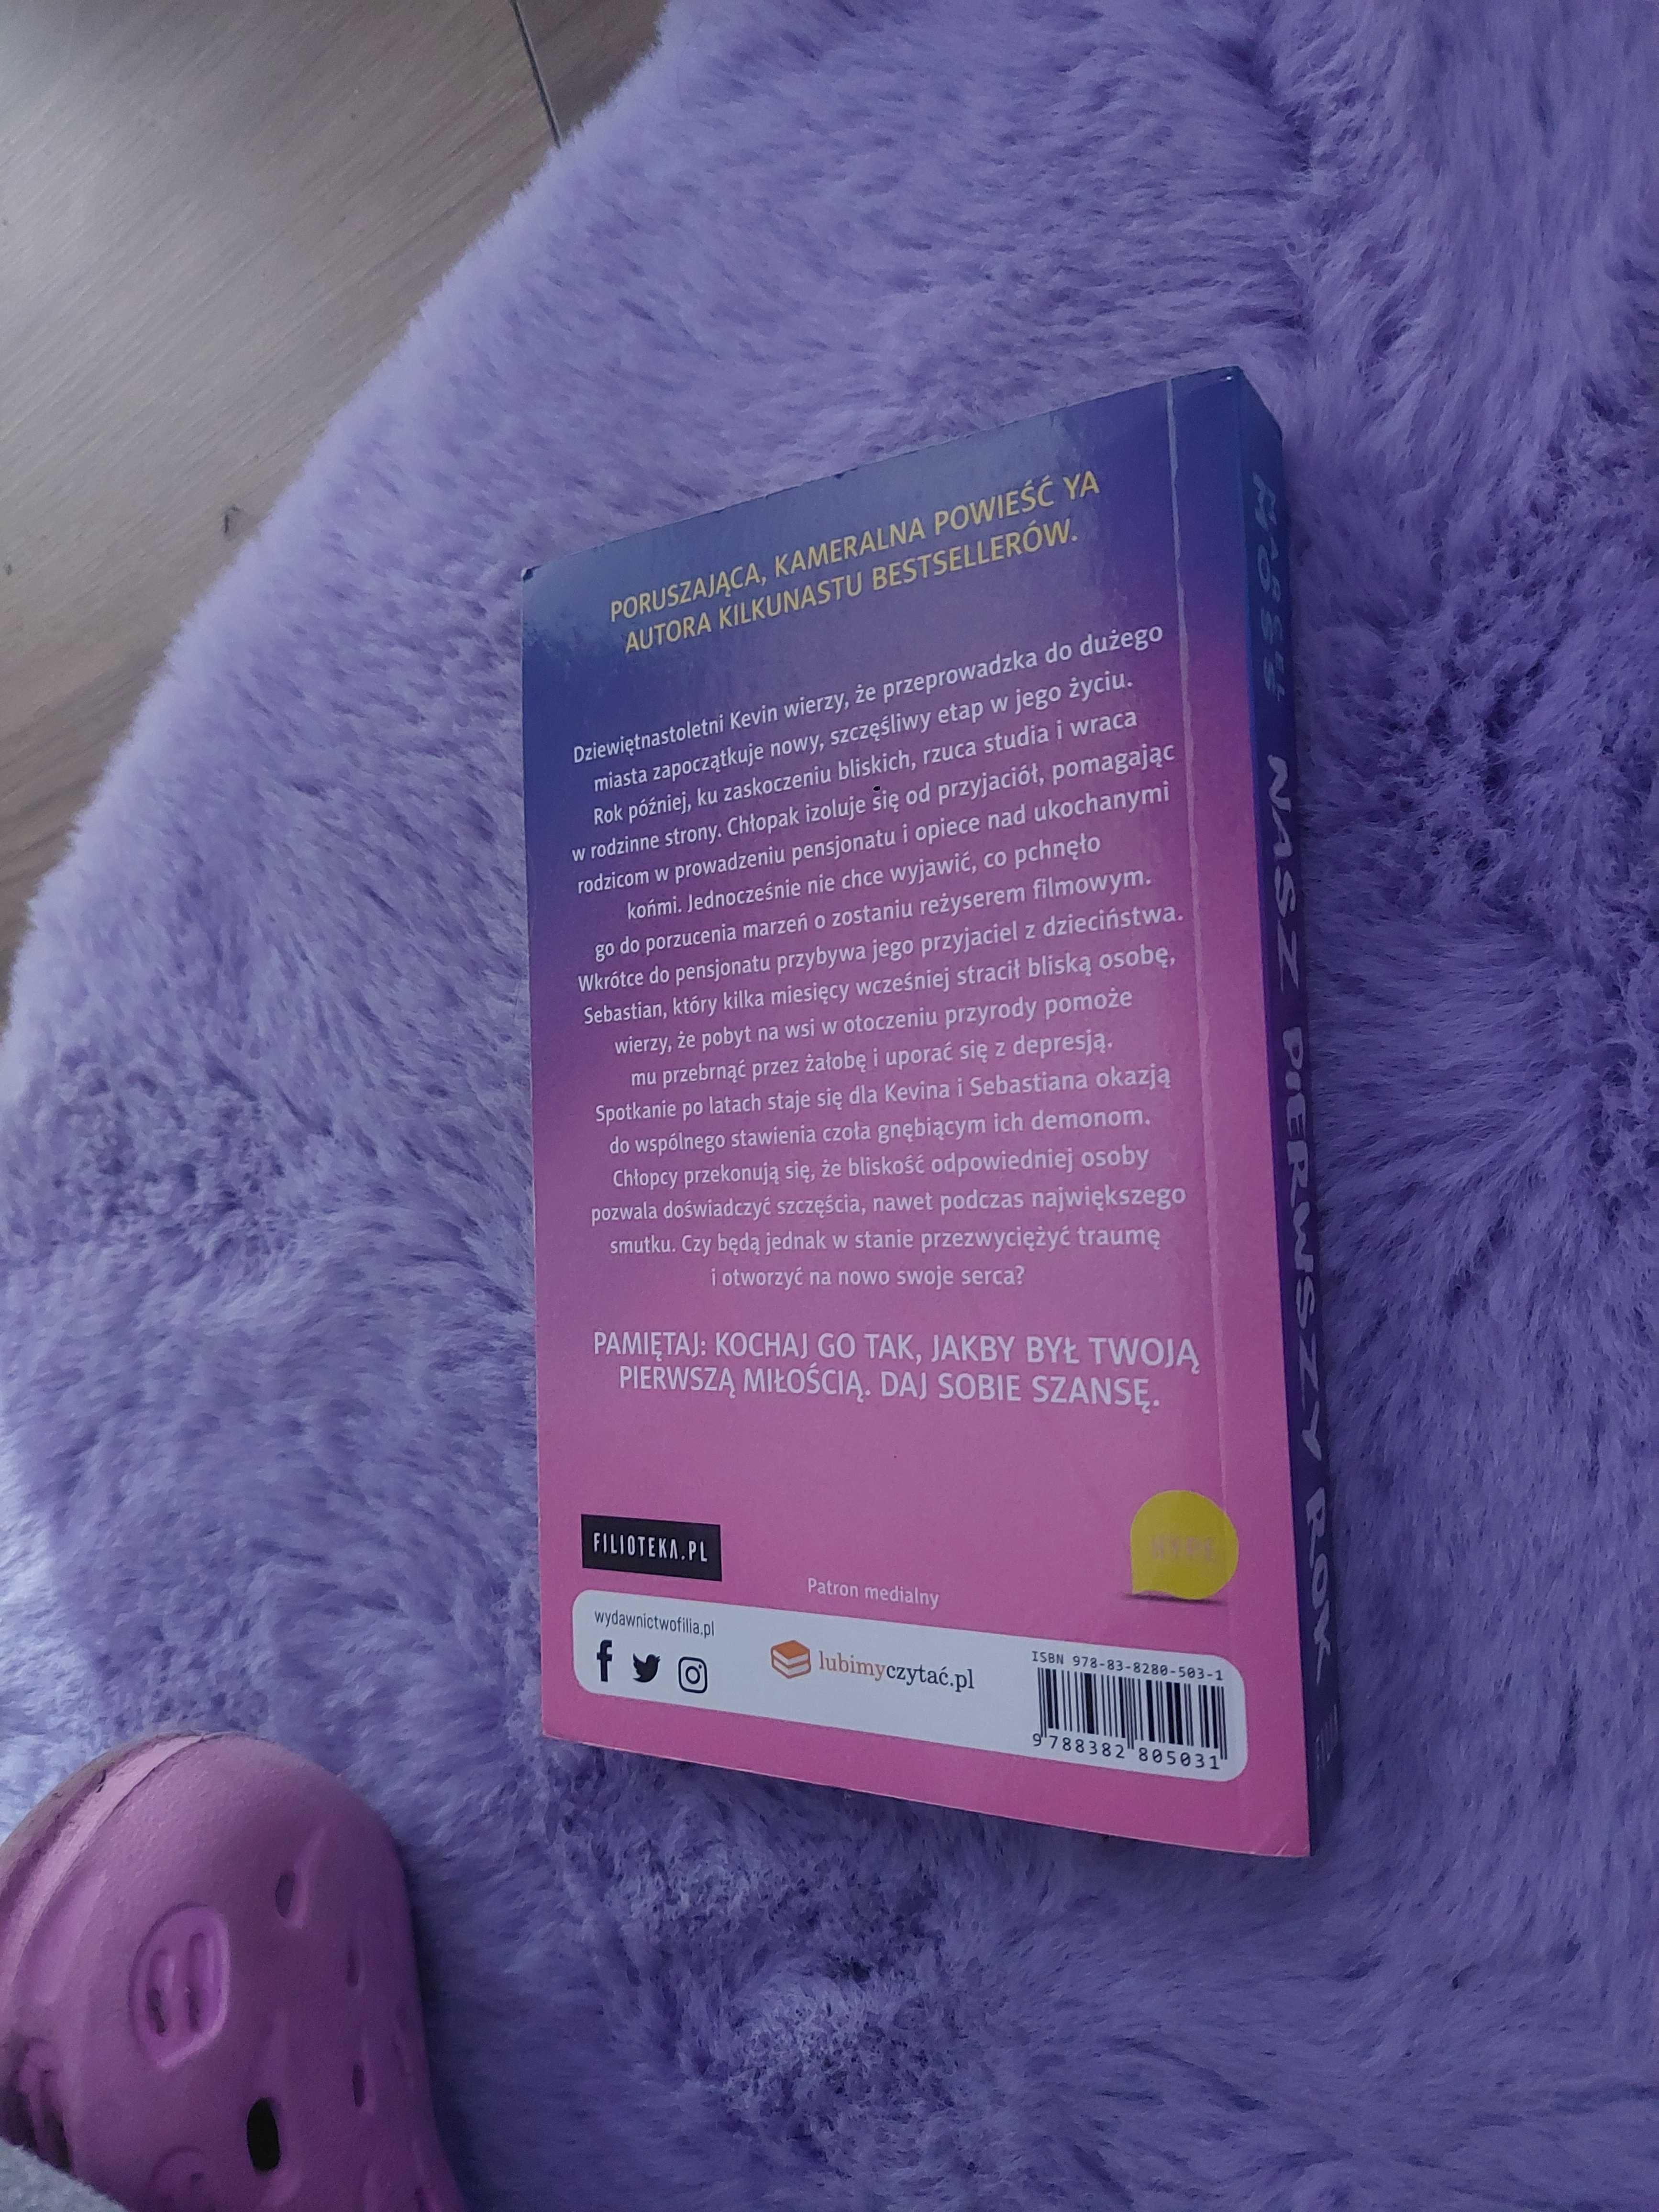 PORUSZAJĄCA, KAMERALNA POWIEŚĆ YA
AUTORA KILKUNASTU BESTSELLERÓW.
Dziewiętnastoletni Kevin wierzy, że przeprowadzka do dużego
miasta zapoczątkuje nowy, szczęśliwy etap w jego życiu.
Rok później, ku zaskoczeniu bliskich, rzuca studia i wraca
w rodzinne strony. Chłopak izoluje się od przyjaciół, pomagając
rodzicom w prowadzeniu pensjonatu i opiece nad ukochanymi
końmi. Jednocześnie nie chce wyjawić, co pchnęło
go do porzucenia marzeń o zostaniu reżyserem filmowym.
Wkrótce do pensjonatu przybywa jego przyjaciel z dzieciństwa.
Sebastian, który kilka miesięcy wcześniej stracił bliską osobę,
wierzy, że pobyt na wsi w otoczeniu przyrody pomoże
mu przebrnąć przez żałobę i uporać się z depresją.
Spotkanie po latach staje się dla Kevina i Sebastiana okazją
do wspólnego stawienia czoła gnębiącym ich demonom.
Chłopcy przekonują się, że bliskość odpowiedniej osoby
pozwala doświadczyć szczęścia, nawet podczas największego
smutku. Czy będą jednak w stanie przezwyciężyć traumę
i otworzyć na nowo swoje serca?
PAMIĘTAJ: KOCHAJ GO TAK, JAKBY BYŁ TWOJĄ
PIERWSZĄ MIŁOŚCIĄ. DAJ SOBIE SZANSĘ.
FILIOTEKA.PL
Patron medialny
wydawnictwofilia.pl
lubimyczytać.pl
ISBN 978-83-8280-503-1
9 788382 805031
MARCEL
MOSS
NASZ PIERWSZY ROK